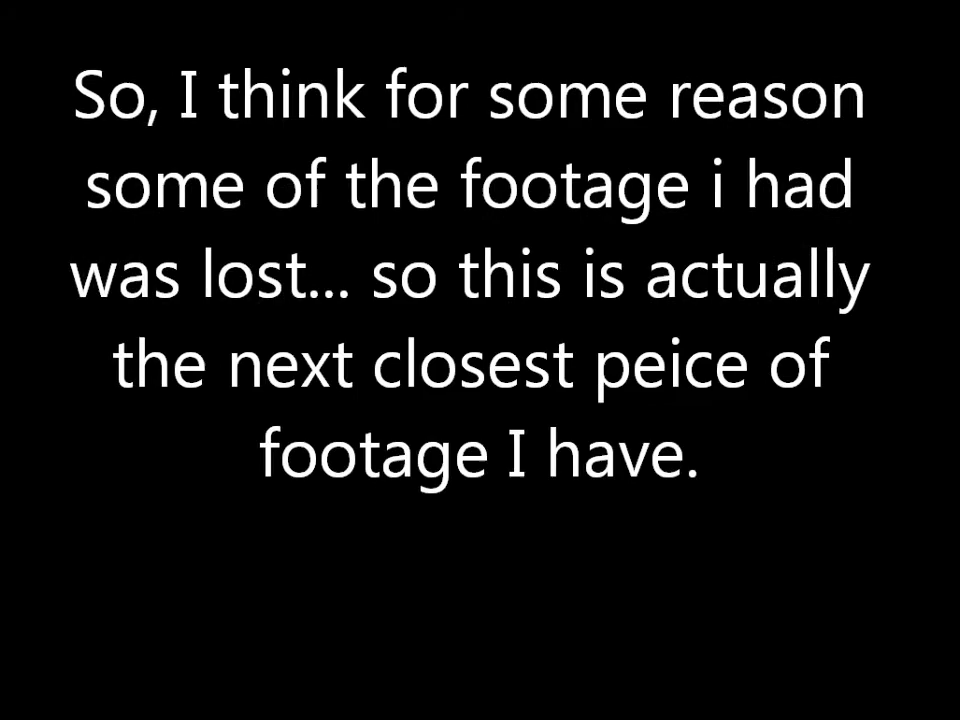 So, I think for some reason
some of the footage i had
was lost... so this is actually
the next closest peice of
footage I have.